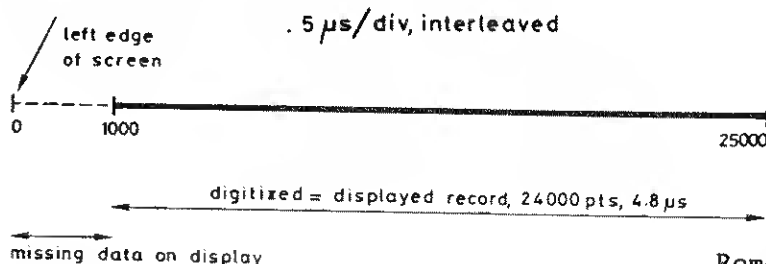 .5 µs/div, interleaved
left edge
of screen
0
1000
25000
digitized = displayed record, 24000 pts, 4.8 µs
missing data on display